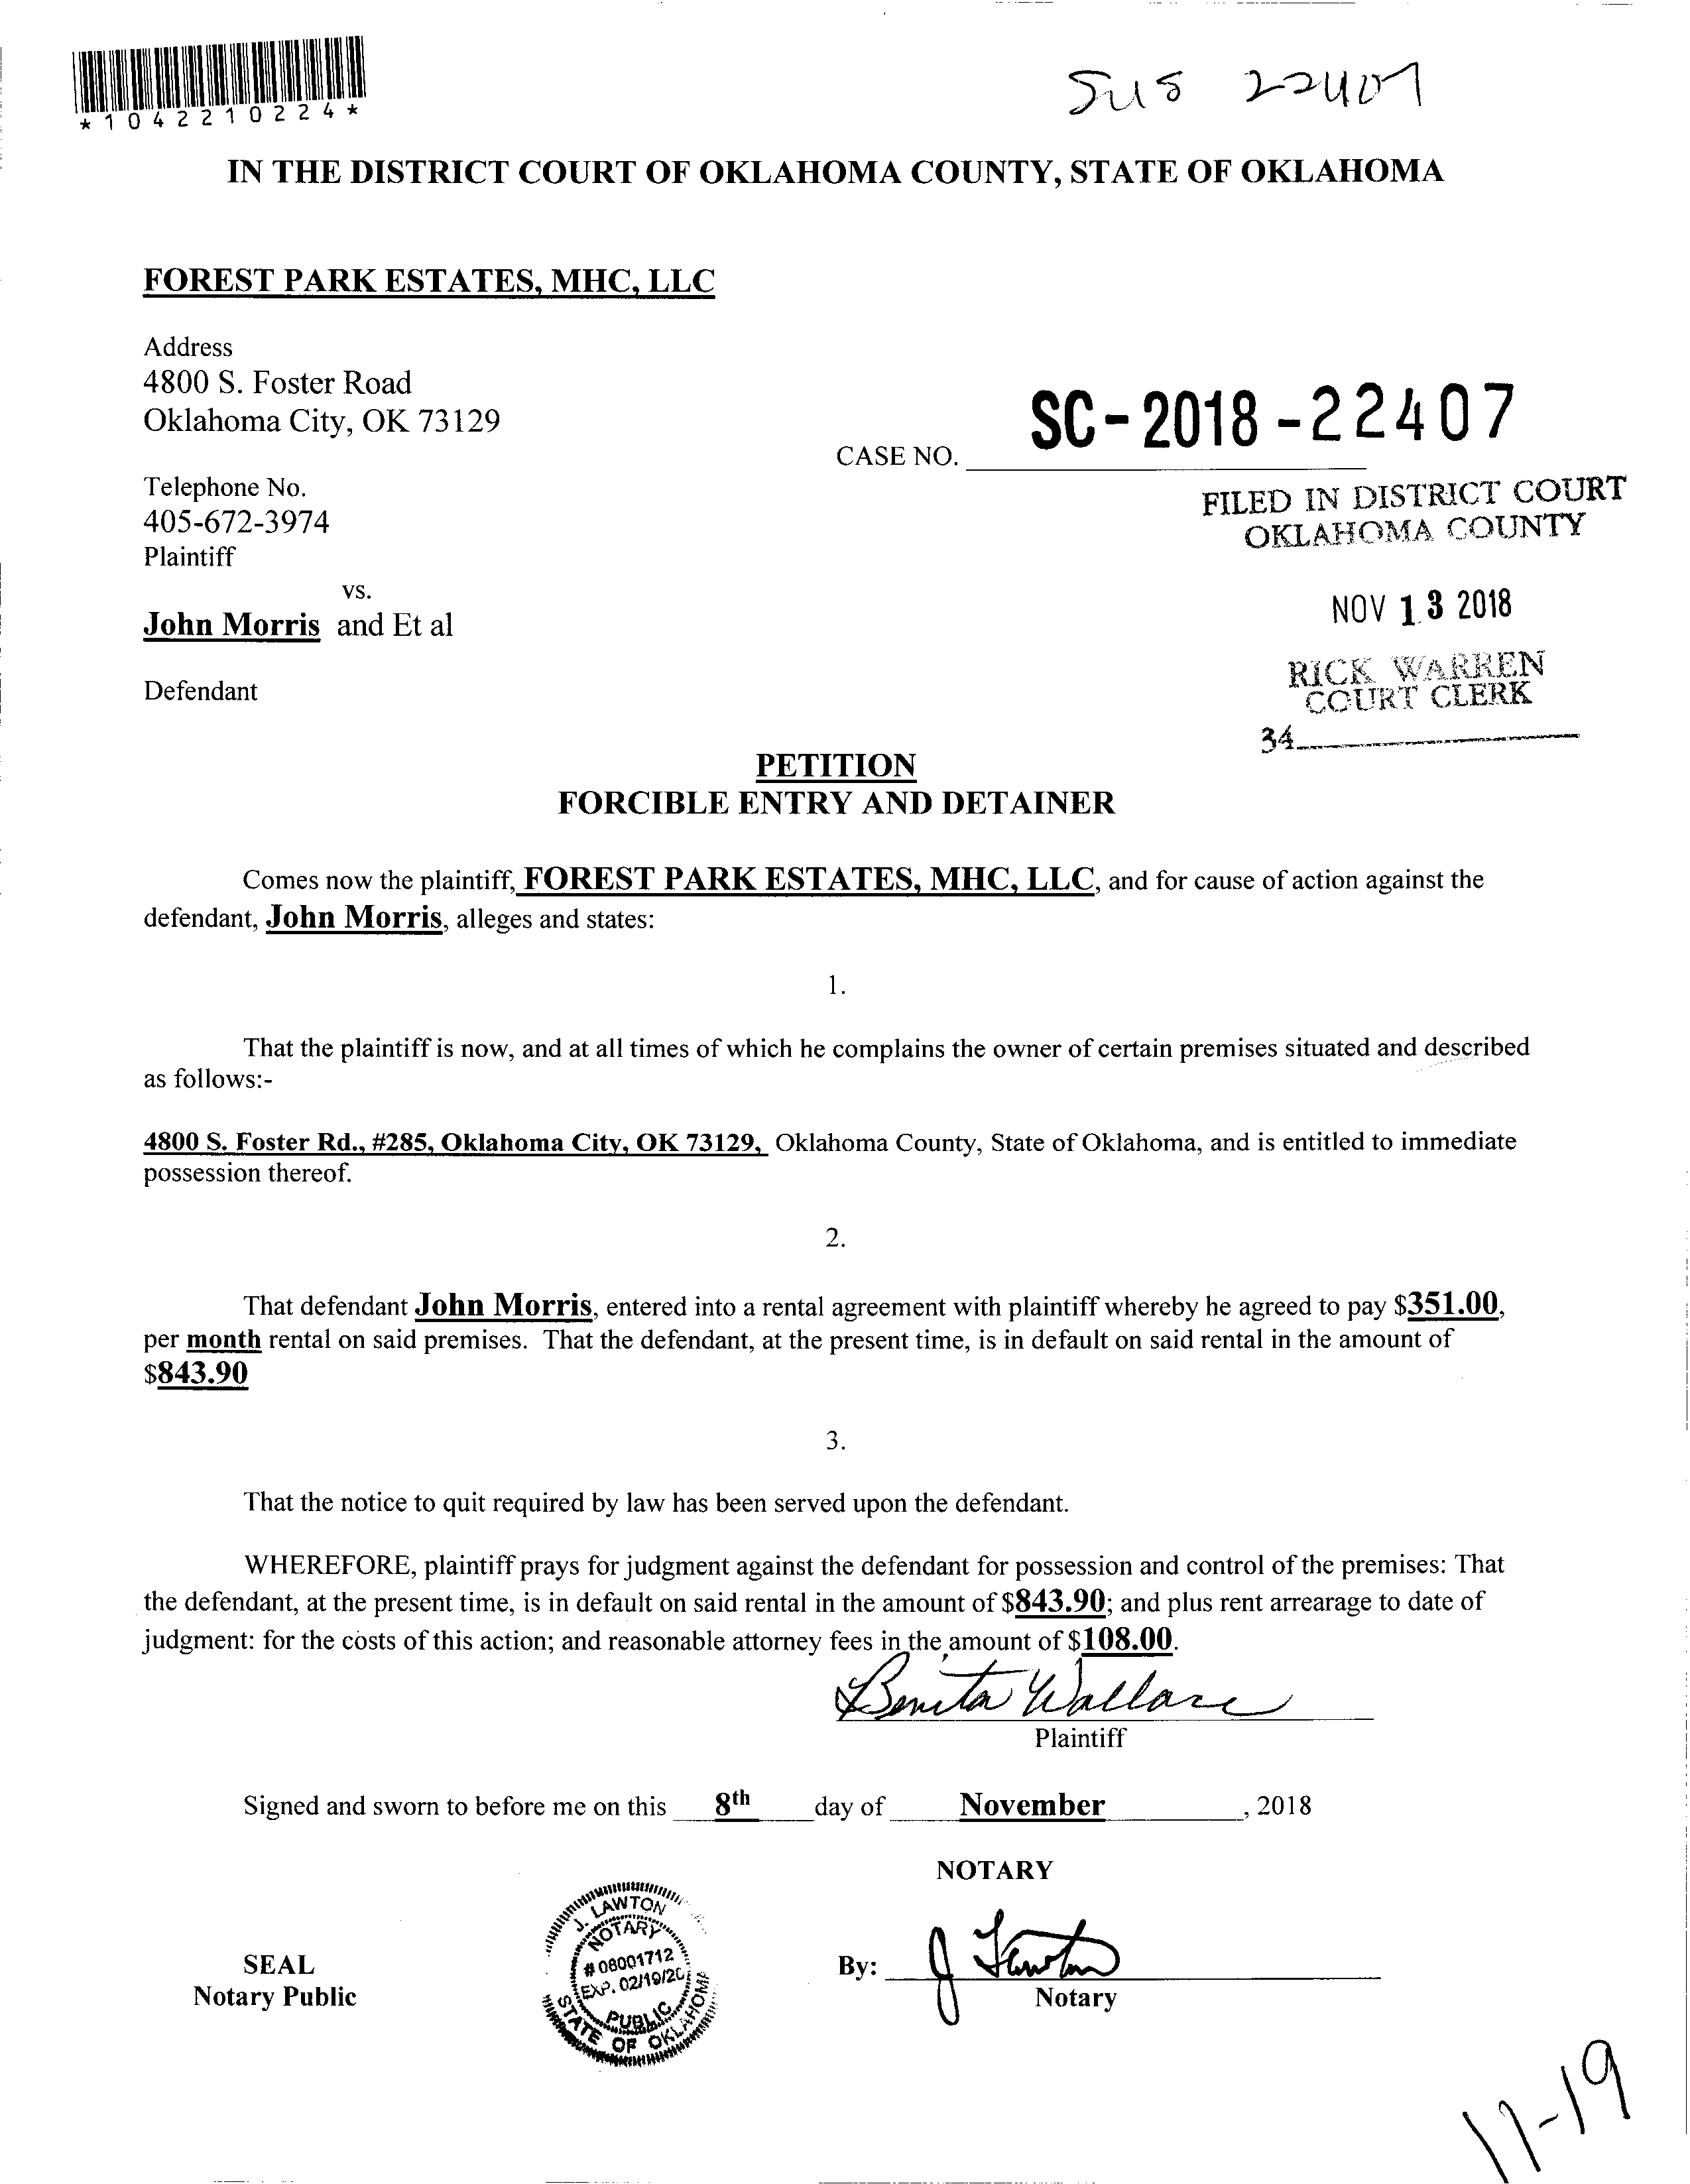 *1042210224*
22407
IN THE DISTRICT COURT OF OKLAHOMA COUNTY, STATE OF OKLAHOMA
FOREST PARK ESTATES, MHC, LLC
Address
4800 S. Foster Road
Oklahoma City, OK 73129
CASE NO. SC-2018-22407
Telephone No.
405-672-3974
Plaintiff
FILED IN DISTRICT COURT
OKLAHOMA COUNTY
vs.
John Morris and Et al
NOV 13 2018
Defendant
RICK WARREN
COURT CLERK
34
PETITION
FORCIBLE ENTRY AND DETAINER
Comes now the plaintiff, FOREST PARK ESTATES, MHC, LLC, and for cause of action against the
defendant, John Morris, alleges and states:
1.
That the plaintiff is now, and at all times of which he complains the owner of certain premises situated and described
as follows:-
4800 S. Foster Rd., #285, Oklahoma City, OK 73129, Oklahoma County, State of Oklahoma, and is entitled to immediate
possession thereof.
2.
That defendant John Morris, entered into a rental agreement with plaintiff whereby he agreed to pay $351.00,
per month rental on said premises. That the defendant, at the present time, is in default on said rental in the amount of
$843.90
3.
That the notice to quit required by law has been served upon the defendant.
WHEREFORE, plaintiff prays for judgment against the defendant for possession and control of the premises: That
the defendant, at the present time, is in default on said rental in the amount of $843.90; and plus rent arrearage to date of
judgment: for the costs of this action; and reasonable attorney fees in the amount of $108.00.
Benita Wallace
Plaintiff
Signed and sworn to before me on this 8th day of November, 2018
NOTARY
J. LAWTON
NOTARY
#08001712
EXP. 02/19/20
PUBLIC
STATE OF OKLAHOMA
SEAL
Notary Public
By: J Lawton
Notary
11-19